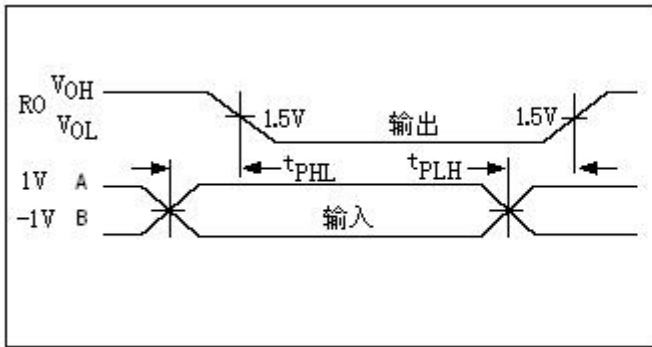 RO VOH
VOL
1.5V 输出 1.5V
tPHL tPLH
1V A
-1V B 输入